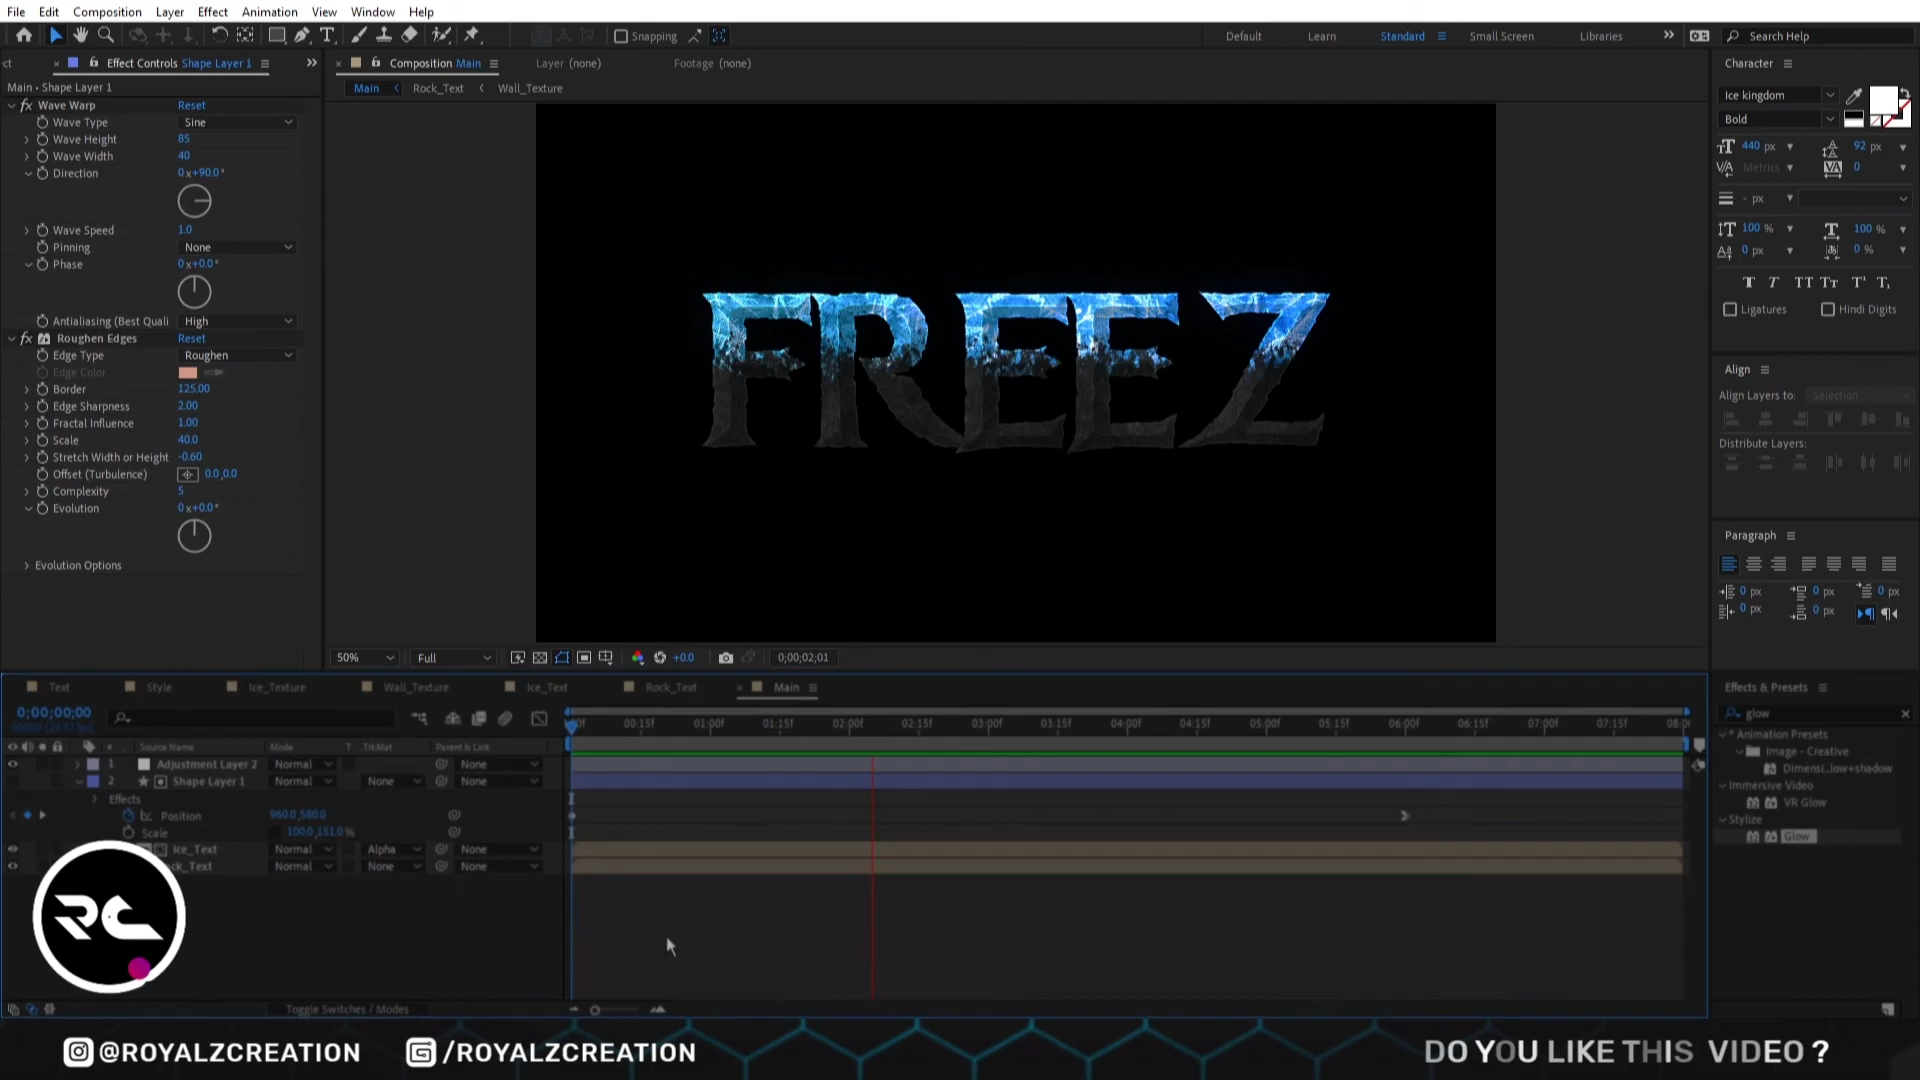 File Edit Composition Layer Effect Animation View Window Help
Snapping
Default Learn Standard Small Screen Libraries Search Help
Effect Controls Shape Layer 1
Composition Main Layer (none) Footage (none)
Character
Main • Shape Layer 1
Main Rock_Text Wall_Texture
Wave Warp Reset
Wave Type Sine
Wave Height 85
Wave Width 40
Direction 0x+90.0°
Wave Speed 1.0
Pinning None
Phase 0x+0.0°
Antialiasing (Best Quali High
Roughen Edges Reset
Edge Type Roughen
Edge Color
Border 125.00
Edge Sharpness 2.00
Fractal Influence 1.00
Scale 40.0
Stretch Width or Height -0.60
Offset (Turbulence) 0.0,0.0
Complexity 5
Evolution 0x+0.0°
Evolution Options
FREEZ
Ice kingdom
Bold
440 px 92 px
Metrics 0
- px
100 % 100 %
0 px 0 %
Ligatures Hindi Digits
Align
Align Layers to: Selection
Distribute Layers:
Paragraph
0 px 0 px 0 px
0 px 0 px
50% Full +0.0 0;00;02;01
Text Style Ice_Texture Wall_Texture Ice_Text Rock_Text Main
0;00;00;00
00:15f 01:00f 01:15f 02:00f 02:15f 03:00f 03:15f 04:00f 04:15f 05:00f 05:15f 06:00f 06:15f 07:00f 07:15f 08:0
# Source Name Mode T .TrkMat Parent & Link
1 Adjustment Layer 2 Normal None
2 Shape Layer 1 Normal None None
Effects
Position 960.0,580.0
Scale 100.0,151.0%
Ice_Text Normal Alpha None
ck_Text Normal None None
Toggle Switches / Modes
Effects & Presets
glow
* Animation Presets
Image - Creative
Dimensi...low+shadow
Immersive Video
VR Glow
Stylize
Glow
RC
@ROYALZCREATION /ROYALZCREATION DO YOU LIKE THIS VIDEO ?